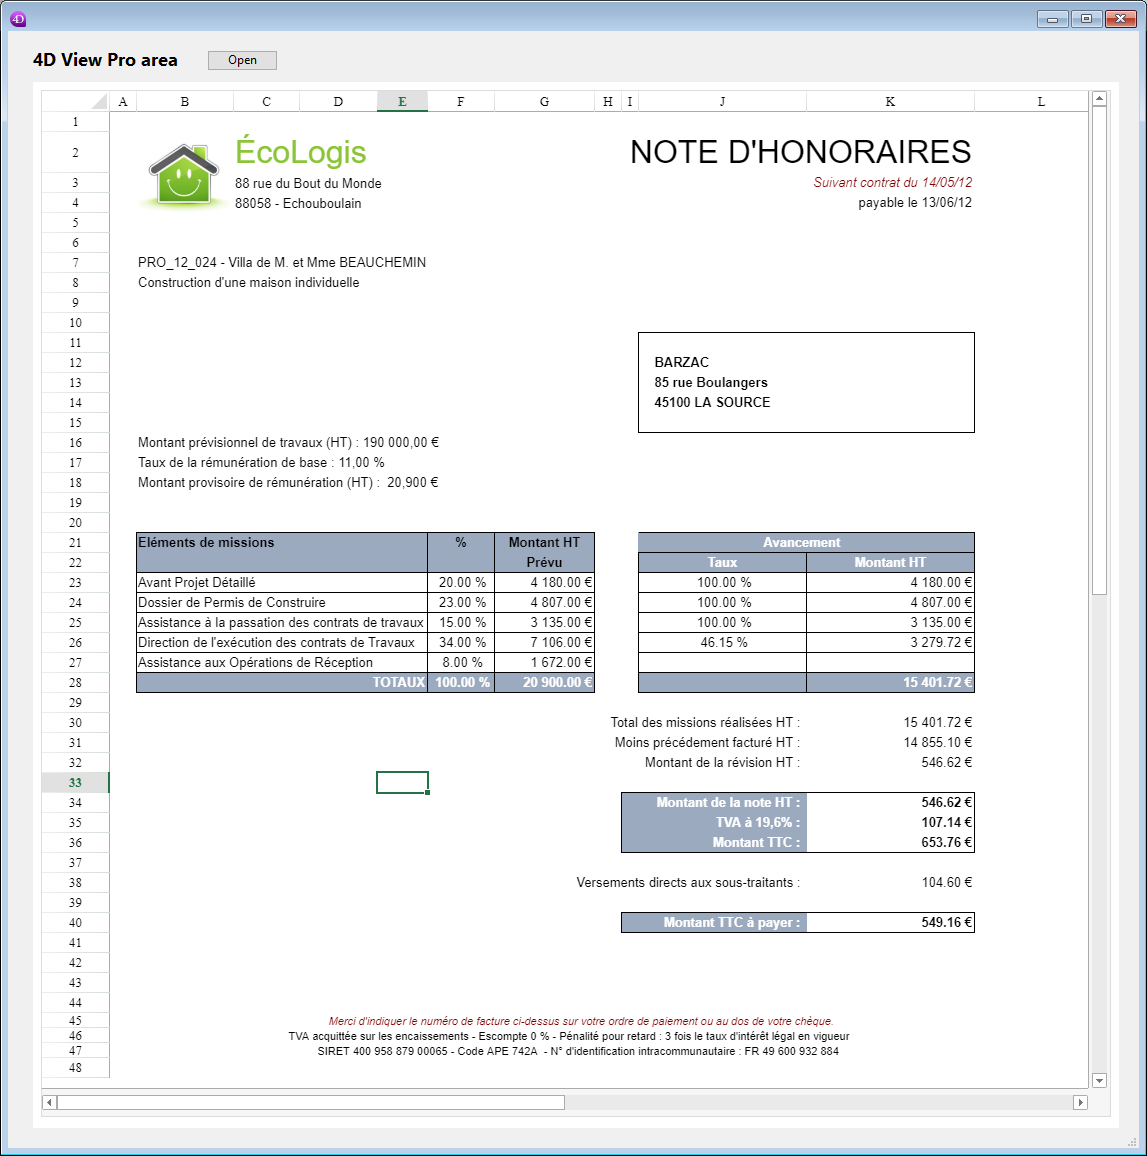 4D
4D View Pro area Open
A B C D E F G H I J K L
1
2 ÉcoLogis NOTE D'HONORAIRES
3 88 rue du Bout du Monde Suivant contrat du 14/05/12
4 88058 - Echouboulain payable le 13/06/12
5
6
7 PRO_12_024 - Villa de M. et Mme BEAUCHEMIN
8 Construction d'une maison individuelle
9
10
11
12 BARZAC
13 85 rue Boulangers
14 45100 LA SOURCE
15
16 Montant prévisionnel de travaux (HT) : 190 000,00 €
17 Taux de la rémunération de base : 11,00 %
18 Montant provisoire de rémunération (HT) : 20,900 €
19
20
21 Eléments de missions % Montant HT Avancement
22 Prévu Taux Montant HT
23 Avant Projet Détaillé 20.00 % 4 180.00 € 100.00 % 4 180.00 €
24 Dossier de Permis de Construire 23.00 % 4 807.00 € 100.00 % 4 807.00 €
25 Assistance à la passation des contrats de travaux 15.00 % 3 135.00 € 100.00 % 3 135.00 €
26 Direction de l'exécution des contrats de Travaux 34.00 % 7 106.00 € 46.15 % 3 279.72 €
27 Assistance aux Opérations de Réception 8.00 % 1 672.00 €
28 TOTAUX 100.00 % 20 900.00 € 15 401.72 €
29
30 Total des missions réalisées HT : 15 401.72 €
31 Moins précédement facturé HT : 14 855.10 €
32 Montant de la révision HT : 546.62 €
33
34 Montant de la note HT : 546.62 €
35 TVA à 19,6% : 107.14 €
36 Montant TTC : 653.76 €
37
38 Versements directs aux sous-traitants : 104.60 €
39
40 Montant TTC à payer : 549.16 €
41
42
43
44
45 Merci d'indiquer le numéro de facture ci-dessus sur votre ordre de paiement ou au dos de votre chèque.
46 TVA acquittée sur les encaissements - Escompte 0 % - Pénalité pour retard : 3 fois le taux d'intérêt légal en vigueur
47 SIRET 400 958 879 00065 - Code APE 742A - N° d'identification intracommunautaire : FR 49 600 932 884
48